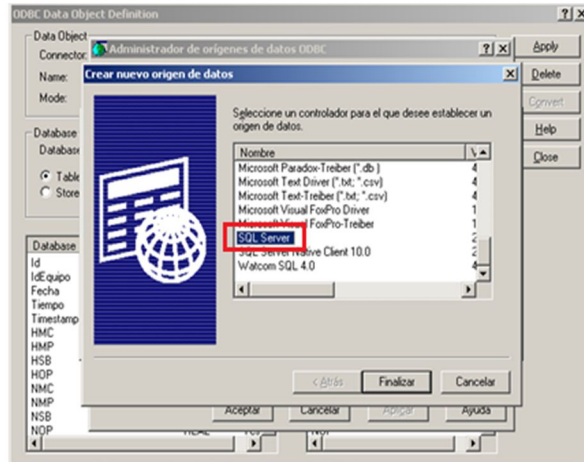 ODBC Data Object Definition
Data Object
Connector:
Administrador de orígenes de datos ODBC
Apply
Name:
Crear nuevo origen de datos
Delete
Mode:
Convert
Seleccione un controlador para el que desee establecer un
origen de datos.
Help
Database
Database
Close
Nombre
Microsoft Paradox-Treiber (*.db )
Microsoft Text Driver (*.txt; *.csv)
Microsoft Text-Treiber (*.txt; *.csv)
Microsoft Visual FoxPro Driver
Microsoft Visual FoxPro-Treiber
SQL Server
SQL Server Native Client 10.0
Watcom SQL 4.0
Table
Store
Database
Id
IdEquipo
Fecha
Tiempo
Timestamp
HMC
HMP
HSB
HOP
NMC
NMP
NSB
NOP
< Atrás
Finalizar
Cancelar
Aceptar
Cancelar
Aplicar
Ayuda